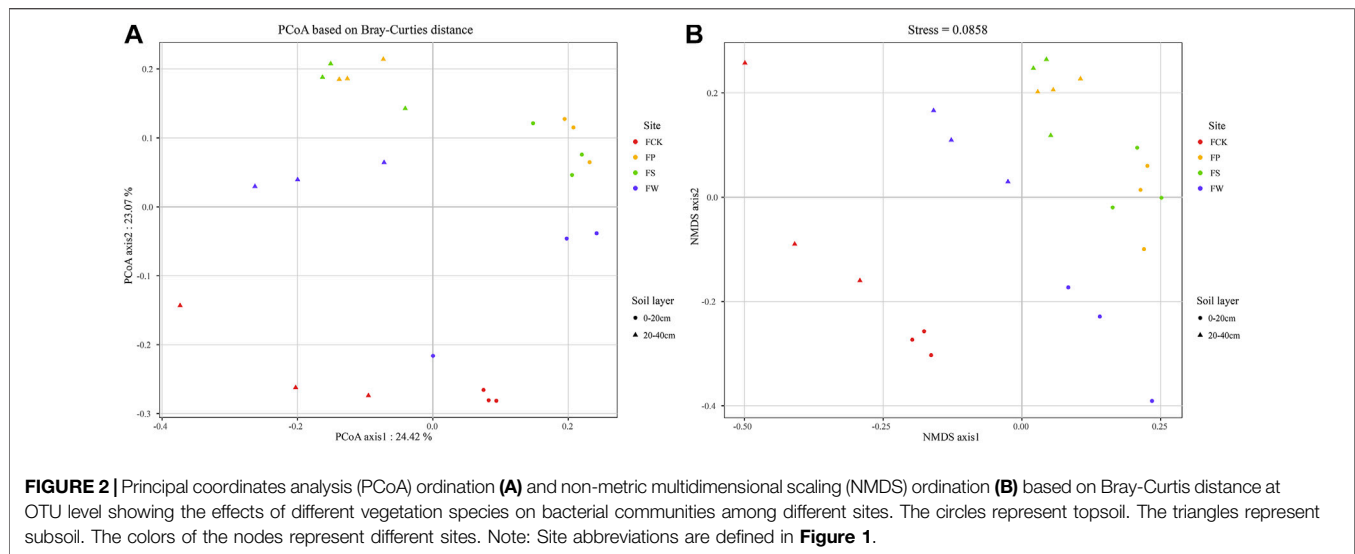 A
PCoA based on Bray-Curties distance
PCoA axis2 : 23.07 %
0.2
0.1
0.0
-0.1
-0.2
-0.3
-0.4
-0.2
0.0
0.2
PCoA axis1 : 24.42 %
Site
FCK
FP
FS
FW
Soil layer
0-20cm
20-40cm
B
Stress = 0.0858
NMDS axis2
0.2
0.0
-0.2
-0.4
-0.50
-0.25
0.00
0.25
NMDS axis1
Site
FCK
FP
FS
FW
Soil layer
0-20cm
20-40cm
FIGURE 2 | Principal coordinates analysis (PCoA) ordination (A) and non-metric multidimensional scaling (NMDS) ordination (B) based on Bray-Curtis distance at
OTU level showing the effects of different vegetation species on bacterial communities among different sites. The circles represent topsoil. The triangles represent
subsoil. The colors of the nodes represent different sites. Note: Site abbreviations are defined in Figure 1.